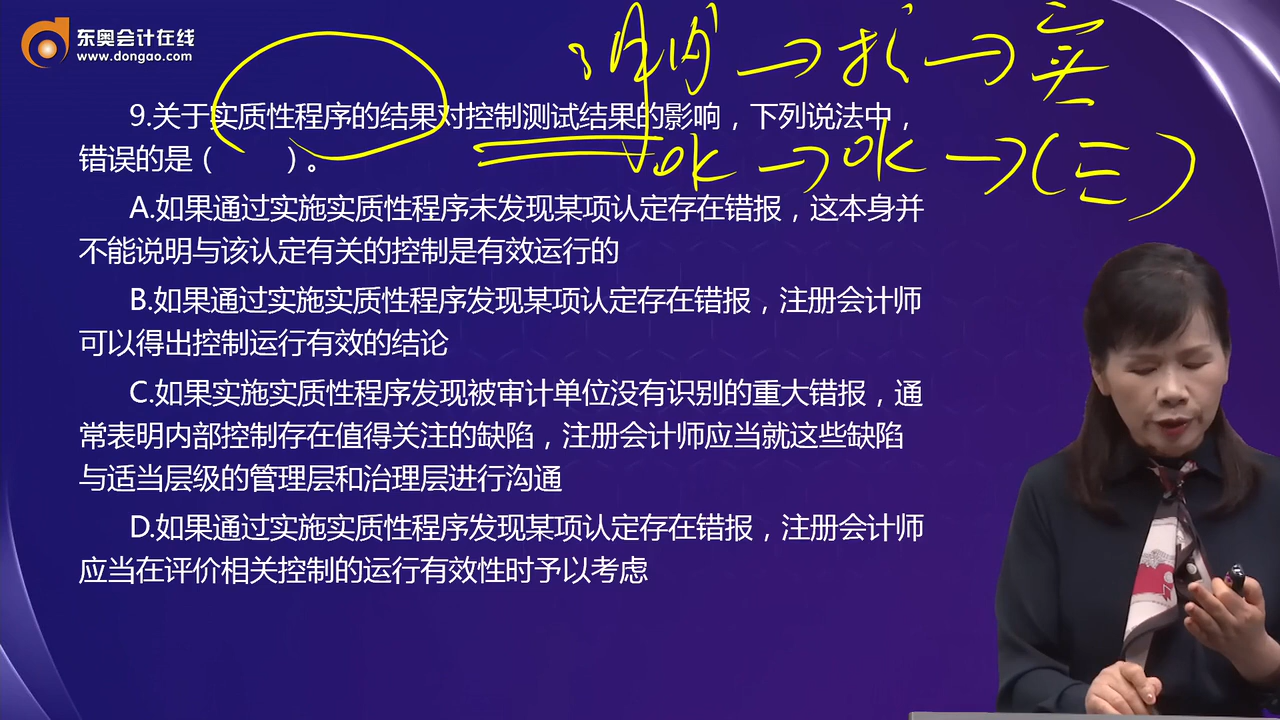 东奥会计在线
www.dongao.com
→ 控 → 实
9.关于实质性程序的结果对控制测试结果的影响，下列说法中，
错误的是（　　）。
ok → ok → (三)
A.如果通过实施实质性程序未发现某项认定存在错报，这本身并
不能说明与该认定有关的控制是有效运行的
B.如果通过实施实质性程序发现某项认定存在错报，注册会计师
可以得出控制运行有效的结论
C.如果实施实质性程序发现被审计单位没有识别的重大错报，通
常表明内部控制存在值得关注的缺陷，注册会计师应当就这些缺陷
与适当层级的管理层和治理层进行沟通
D.如果通过实施实质性程序发现某项认定存在错报，注册会计师
应当在评价相关控制的运行有效性时予以考虑